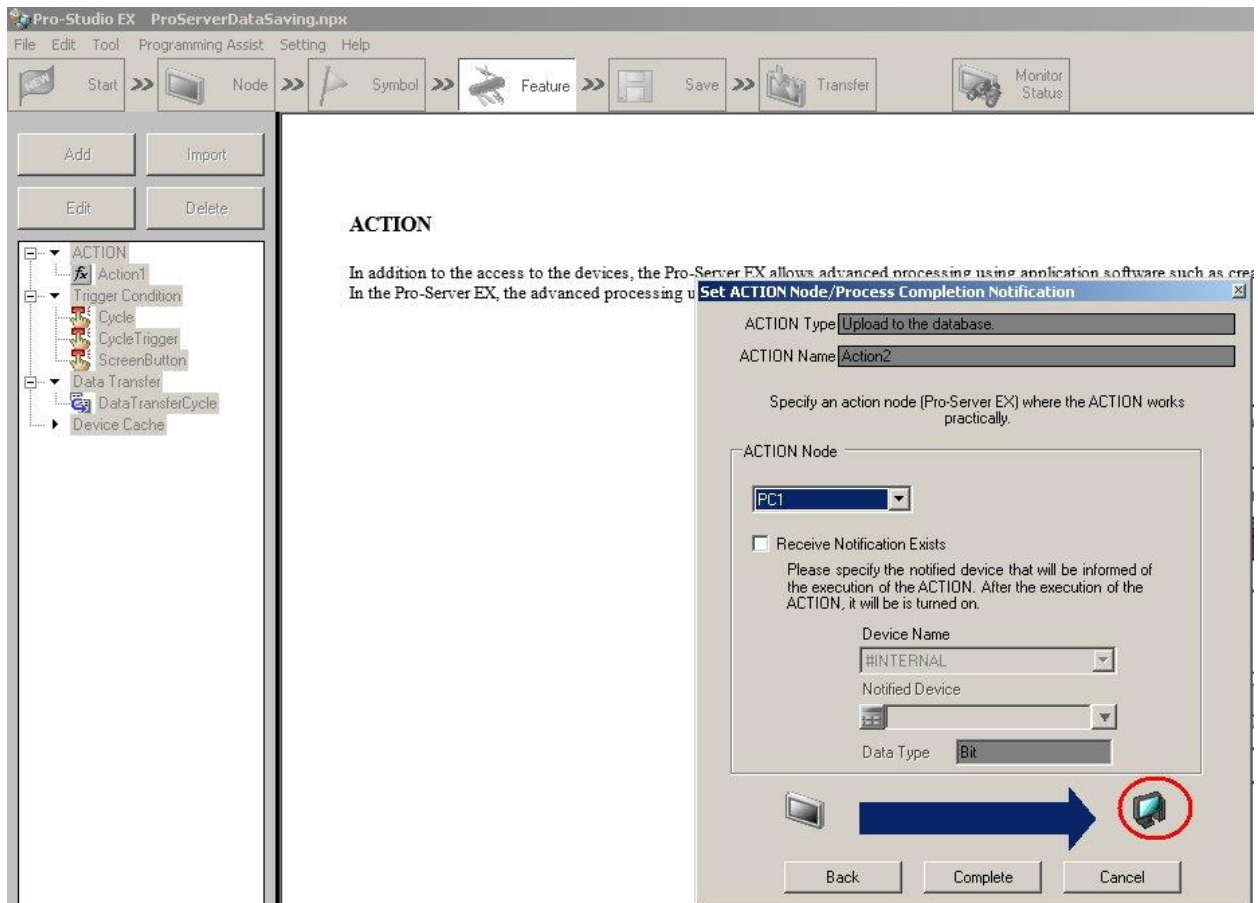 Pro-Studio EX ProServerDataSaving.npx
File Edit Tool Programming Assist Setting Help
NEW Start Node Symbol Feature Save Transfer Monitor Status
Add Import
Edit Delete
ACTION
fx Action1
Trigger Condition
Cycle
CycleTrigger
ScreenButton
Data Transfer
DataTransferCycle
Device Cache
ACTION
In addition to the access to the devices, the Pro-Server EX allows advanced processing using application software such as crea
In the Pro-Server EX, the advanced processing u
Set ACTION Node/Process Completion Notification
ACTION Type Upload to the database.
ACTION Name Action2
Specify an action node (Pro-Server EX) where the ACTION works
practically.
ACTION Node
PC1
Receive Notification Exists
Please specify the notified device that will be informed of
the execution of the ACTION. After the execution of the
ACTION, it will be is turned on.
Device Name
#INTERNAL
Notified Device
Data Type Bit
Back Complete Cancel